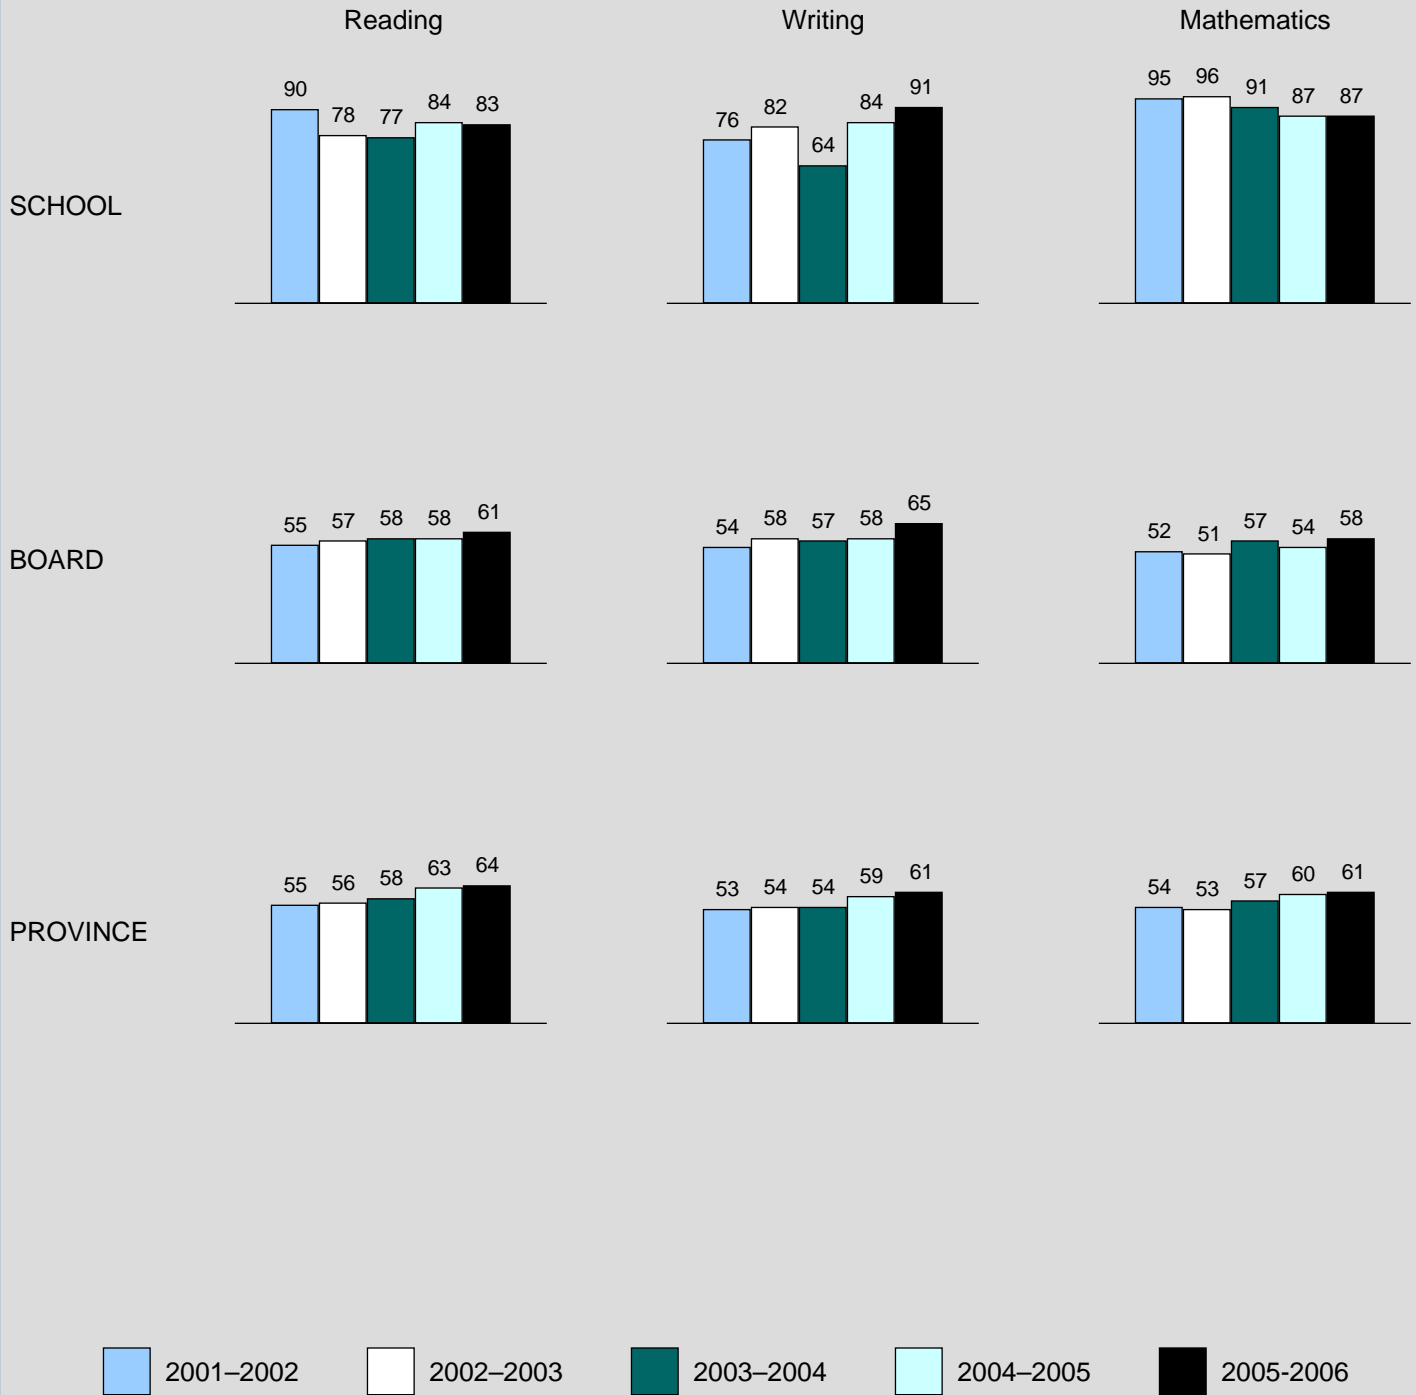 Reading Writing Mathematics
90 78 77 84 83 76 82 64 84 91 95 96 91 87 87
SCHOOL
55 57 58 58 61 54 58 57 58 65 52 51 57 54 58
BOARD
55 56 58 63 64 53 54 54 59 61 54 53 57 60 61
PROVINCE
2001–2002 2002–2003 2003–2004 2004–2005 2005-2006